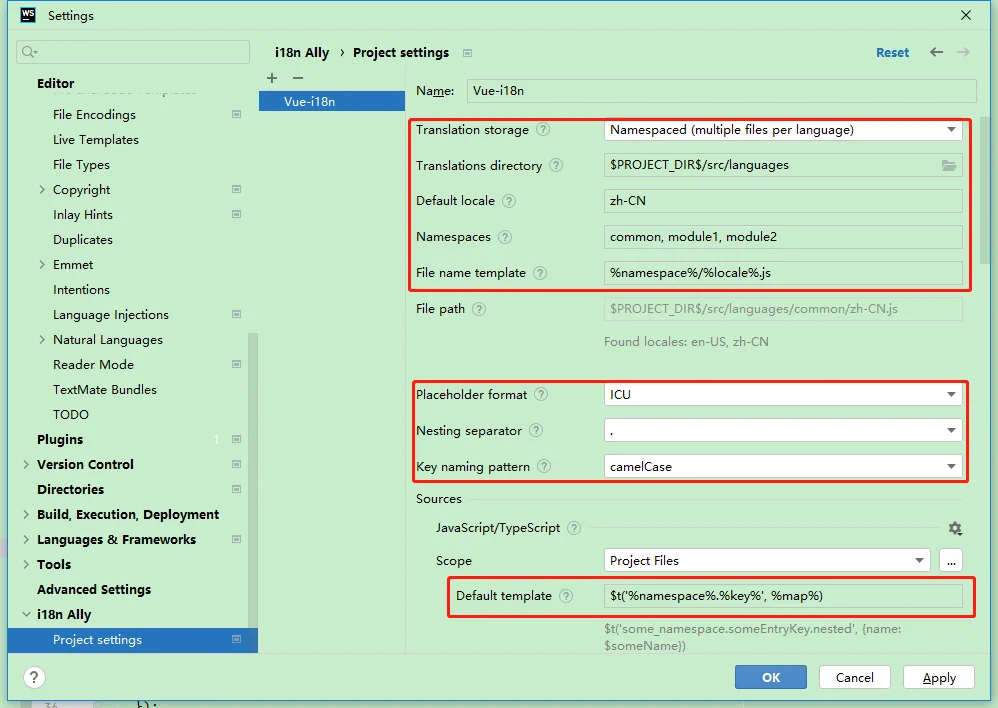 WS Settings
i18n Ally › Project settings Reset
Editor
File and Code Templates
File Encodings
Live Templates
File Types
Copyright
Inlay Hints
Duplicates
Emmet
Intentions
Language Injections
Natural Languages
Reader Mode
TextMate Bundles
TODO
Plugins 1
Version Control
Directories
Build, Execution, Deployment
Languages & Frameworks
Tools
Advanced Settings
i18n Ally
Project settings
+ −
Vue-i18n
Name: Vue-i18n
Translation storage ? Namespaced (multiple files per language)
Translations directory ? $PROJECT_DIR$/src/languages
Default locale ? zh-CN
Namespaces ? common, module1, module2
File name template ? %namespace%/%locale%.js
File path ? $PROJECT_DIR$/src/languages/common/zh-CN.js
Found locales: en-US, zh-CN
Placeholder format ? ICU
Nesting separator ? .
Key naming pattern ? camelCase
Sources
JavaScript/TypeScript ?
Scope Project Files ...
Default template ? $t('%namespace%.%key%', %map%)
$t('some_namespace.someEntryKey.nested', {name:
$someName})
? OK Cancel Apply
36 });